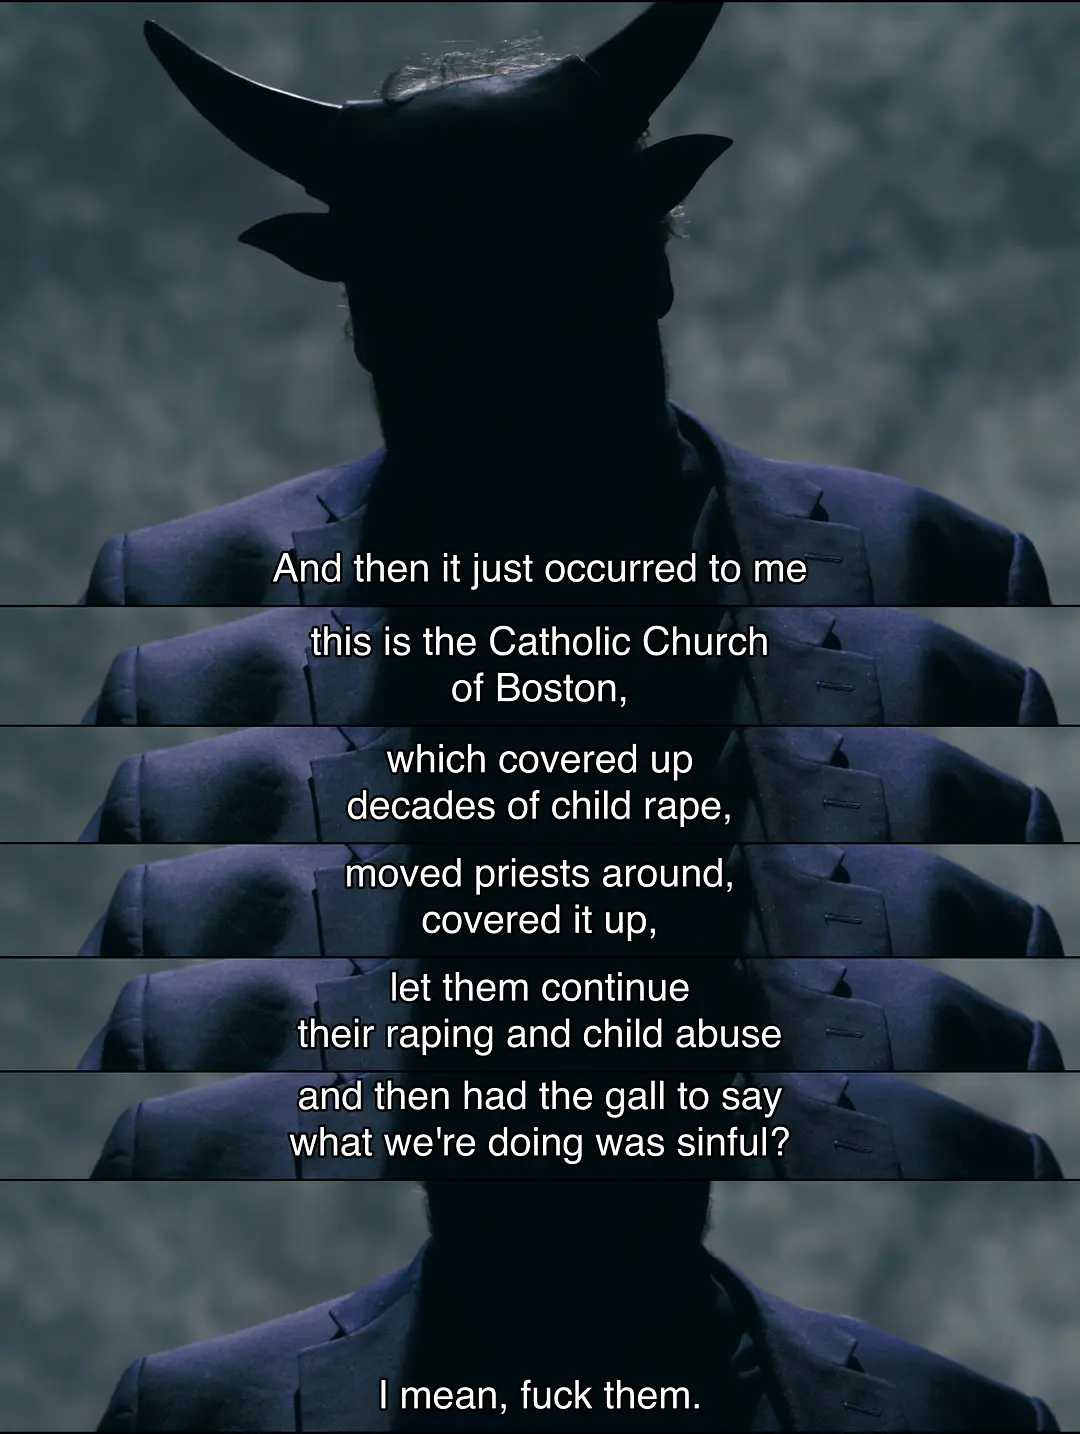 And then it just occurred to me
this is the Catholic Church
of Boston,
which covered up
decades of child rape,
moved priests around,
covered it up,
let them continue
their raping and child abuse
and then had the gall to say
what we're doing was sinful?
I mean, fuck them.